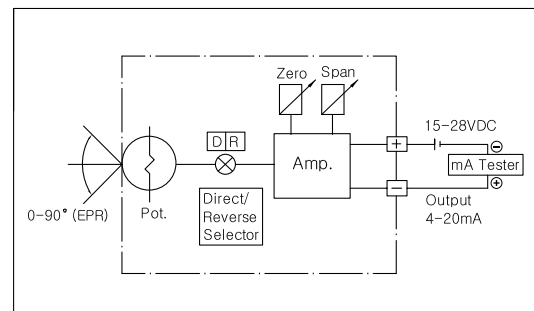 Zero Span
15-28VDC
D R
+
⊖
Amp.
mA Tester
⊕
−
0-90° (EPR)
Pot.
Direct/
Reverse
Selector
Output
4-20mA